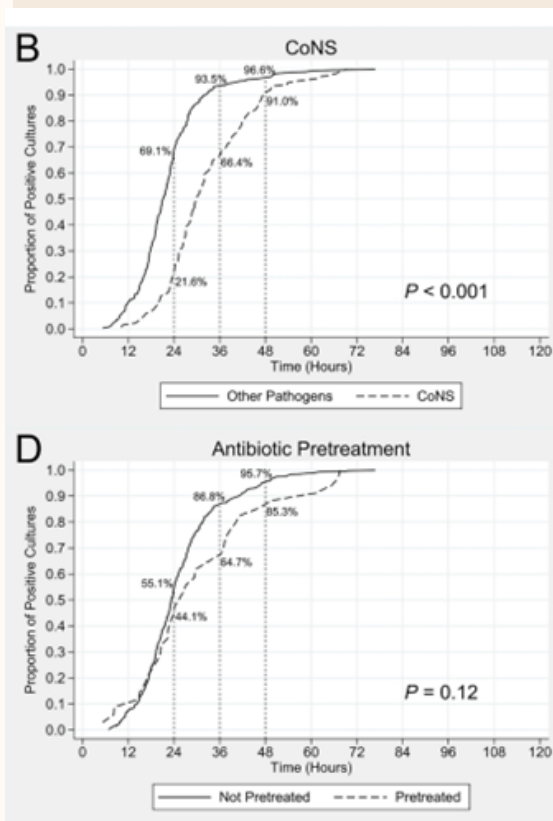 B
CoNS
Proportion of Positive Cultures
1.0
0.9
0.8
0.7
0.6
0.5
0.4
0.3
0.2
0.1
0.0
69.1%
93.5%
96.6%
21.6%
66.4%
91.0%
P < 0.001
0 12 24 36 48 60 72 84 96 108 120
Time (Hours)
Other Pathogens CoNS
D
Antibiotic Pretreatment
Proportion of Positive Cultures
1.0
0.9
0.8
0.7
0.6
0.5
0.4
0.3
0.2
0.1
0.0
55.1%
86.8%
95.7%
44.1%
64.7%
85.3%
P = 0.12
0 12 24 36 48 60 72 84 96 108 120
Time (Hours)
Not Pretreated Pretreated